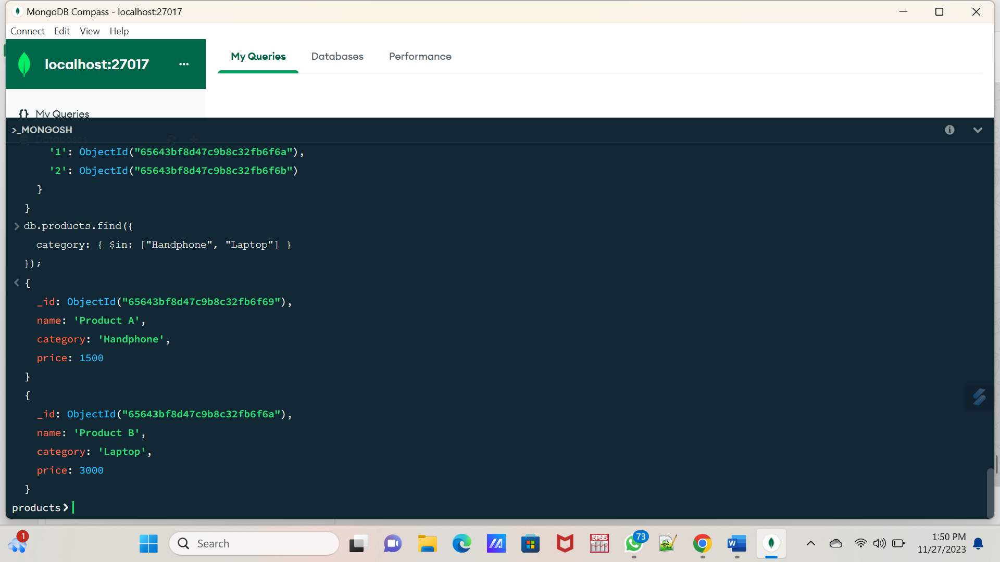 MongoDB Compass - localhost:27017
Connect Edit View Help
localhost:27017 ...
My Queries Databases Performance
{} My Queries
>_MONGOSH
Databases
'1': ObjectId("65643bf8d47c9b8c32fb6f6a"),
'2': ObjectId("65643bf8d47c9b8c32fb6f6b")
}
}
> db.products.find({
category: { $in: ["Handphone", "Laptop"] }
});
< {
_id: ObjectId("65643bf8d47c9b8c32fb6f69"),
name: 'Product A',
category: 'Handphone',
price: 1500
}
{
_id: ObjectId("65643bf8d47c9b8c32fb6f6a"),
name: 'Product B',
category: 'Laptop',
price: 3000
}
products>
1
Search
SPSS
73
W
1:50 PM
11/27/2023